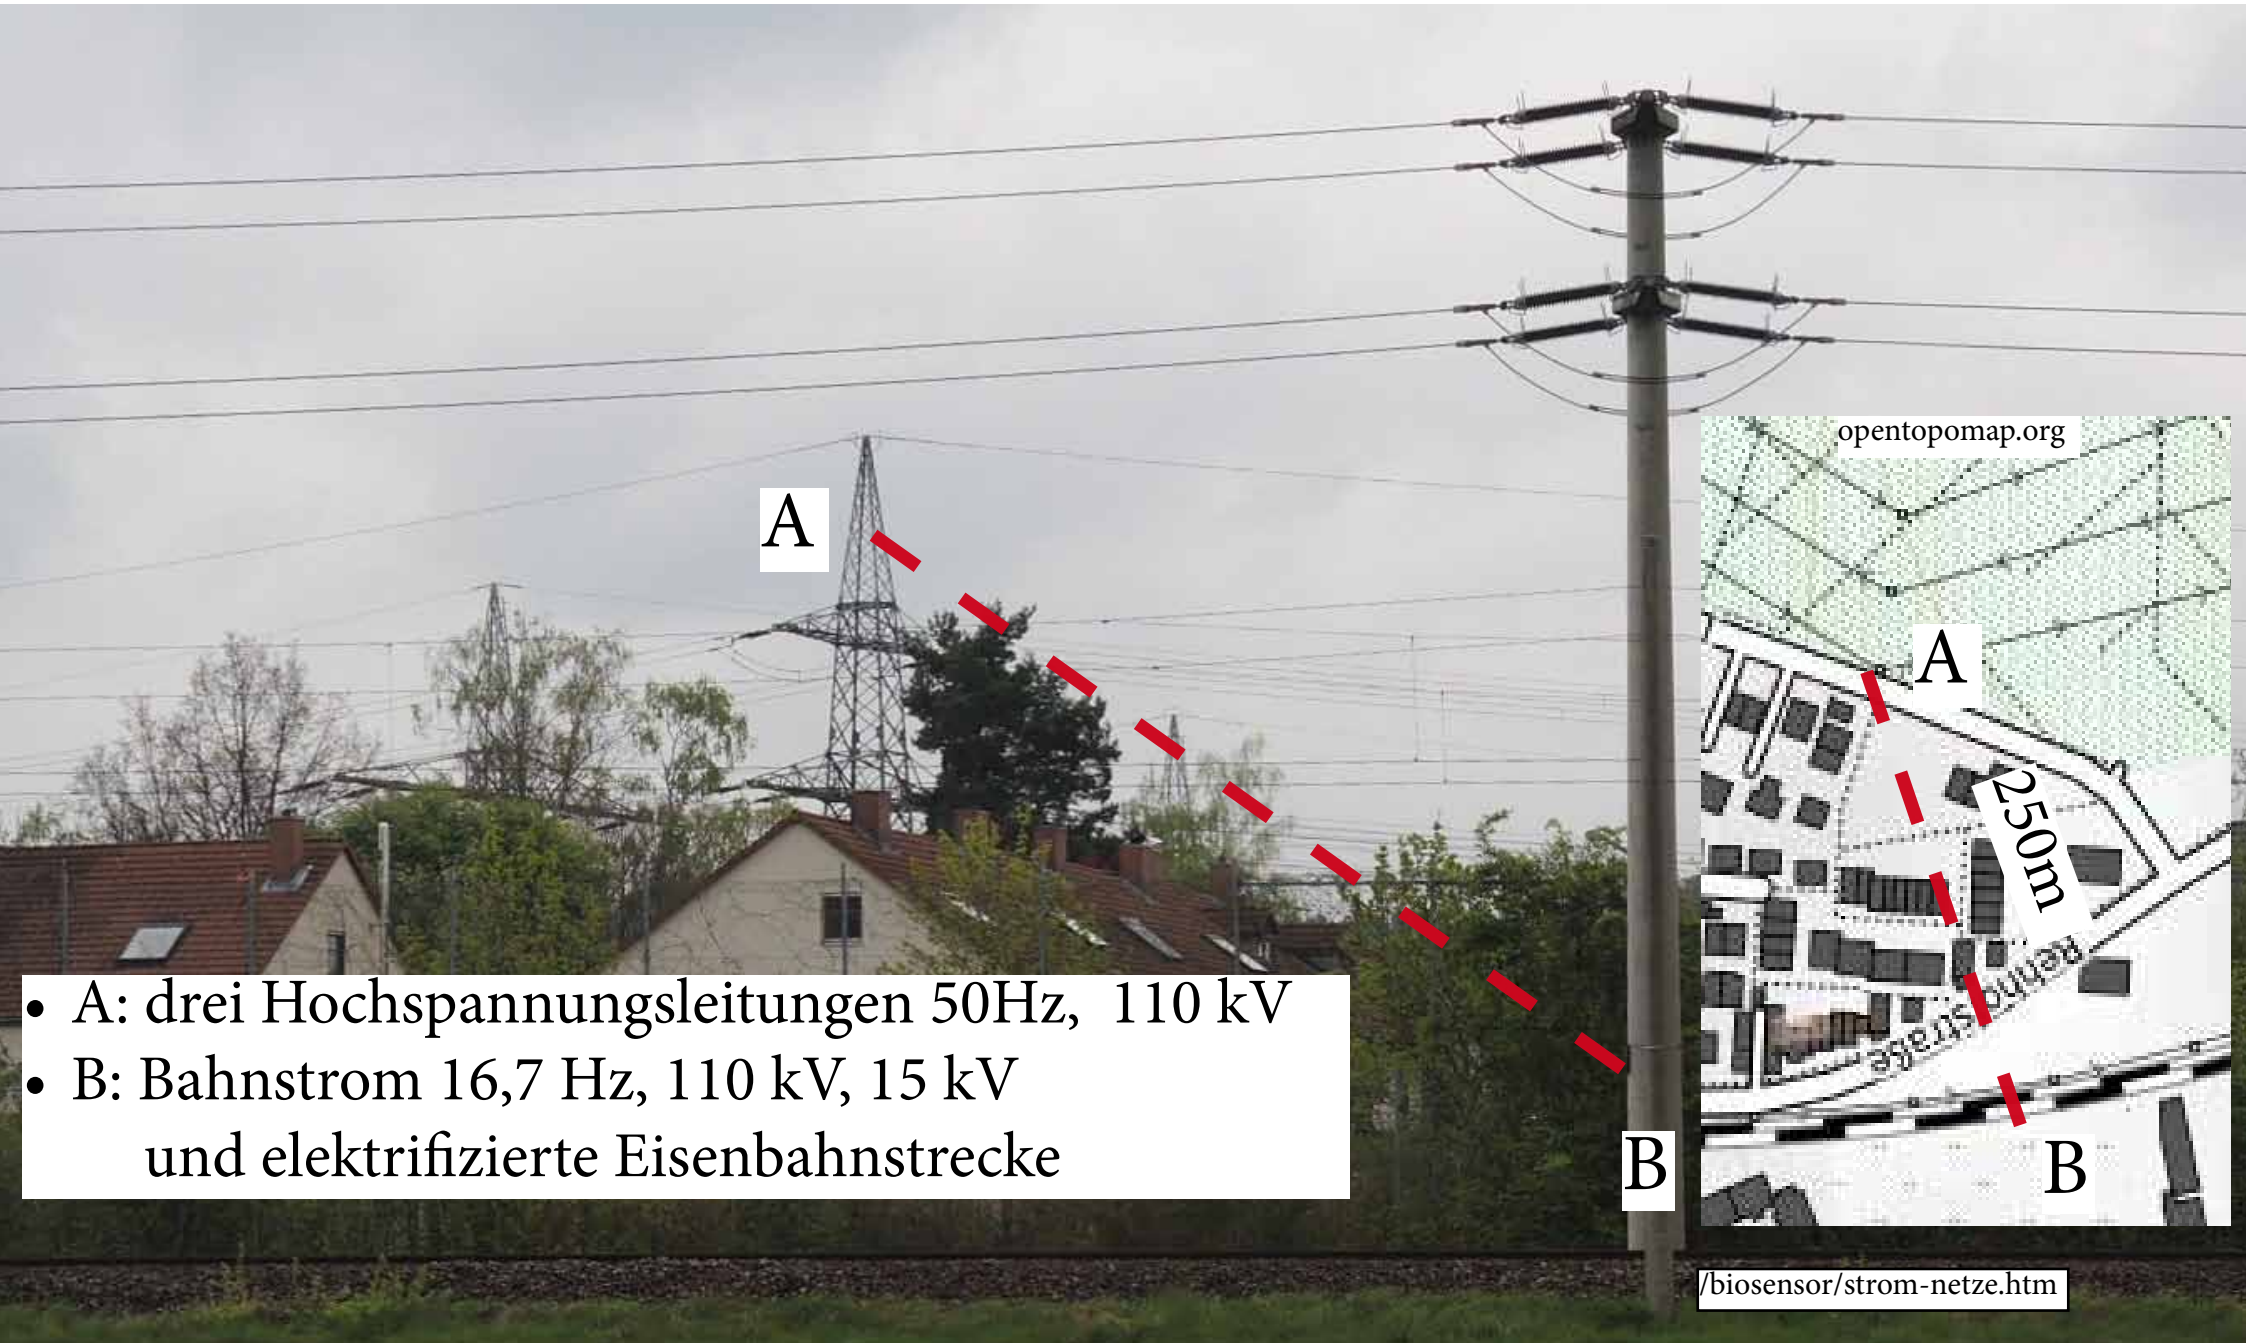 opentopomap.org
A
A
250m
Rehlingstraße
• A: drei Hochspannungsleitungen 50Hz, 110 kV
• B: Bahnstrom 16,7 Hz, 110 kV, 15 kV
und elektrifizierte Eisenbahnstrecke
B
B
/biosensor/strom-netze.htm